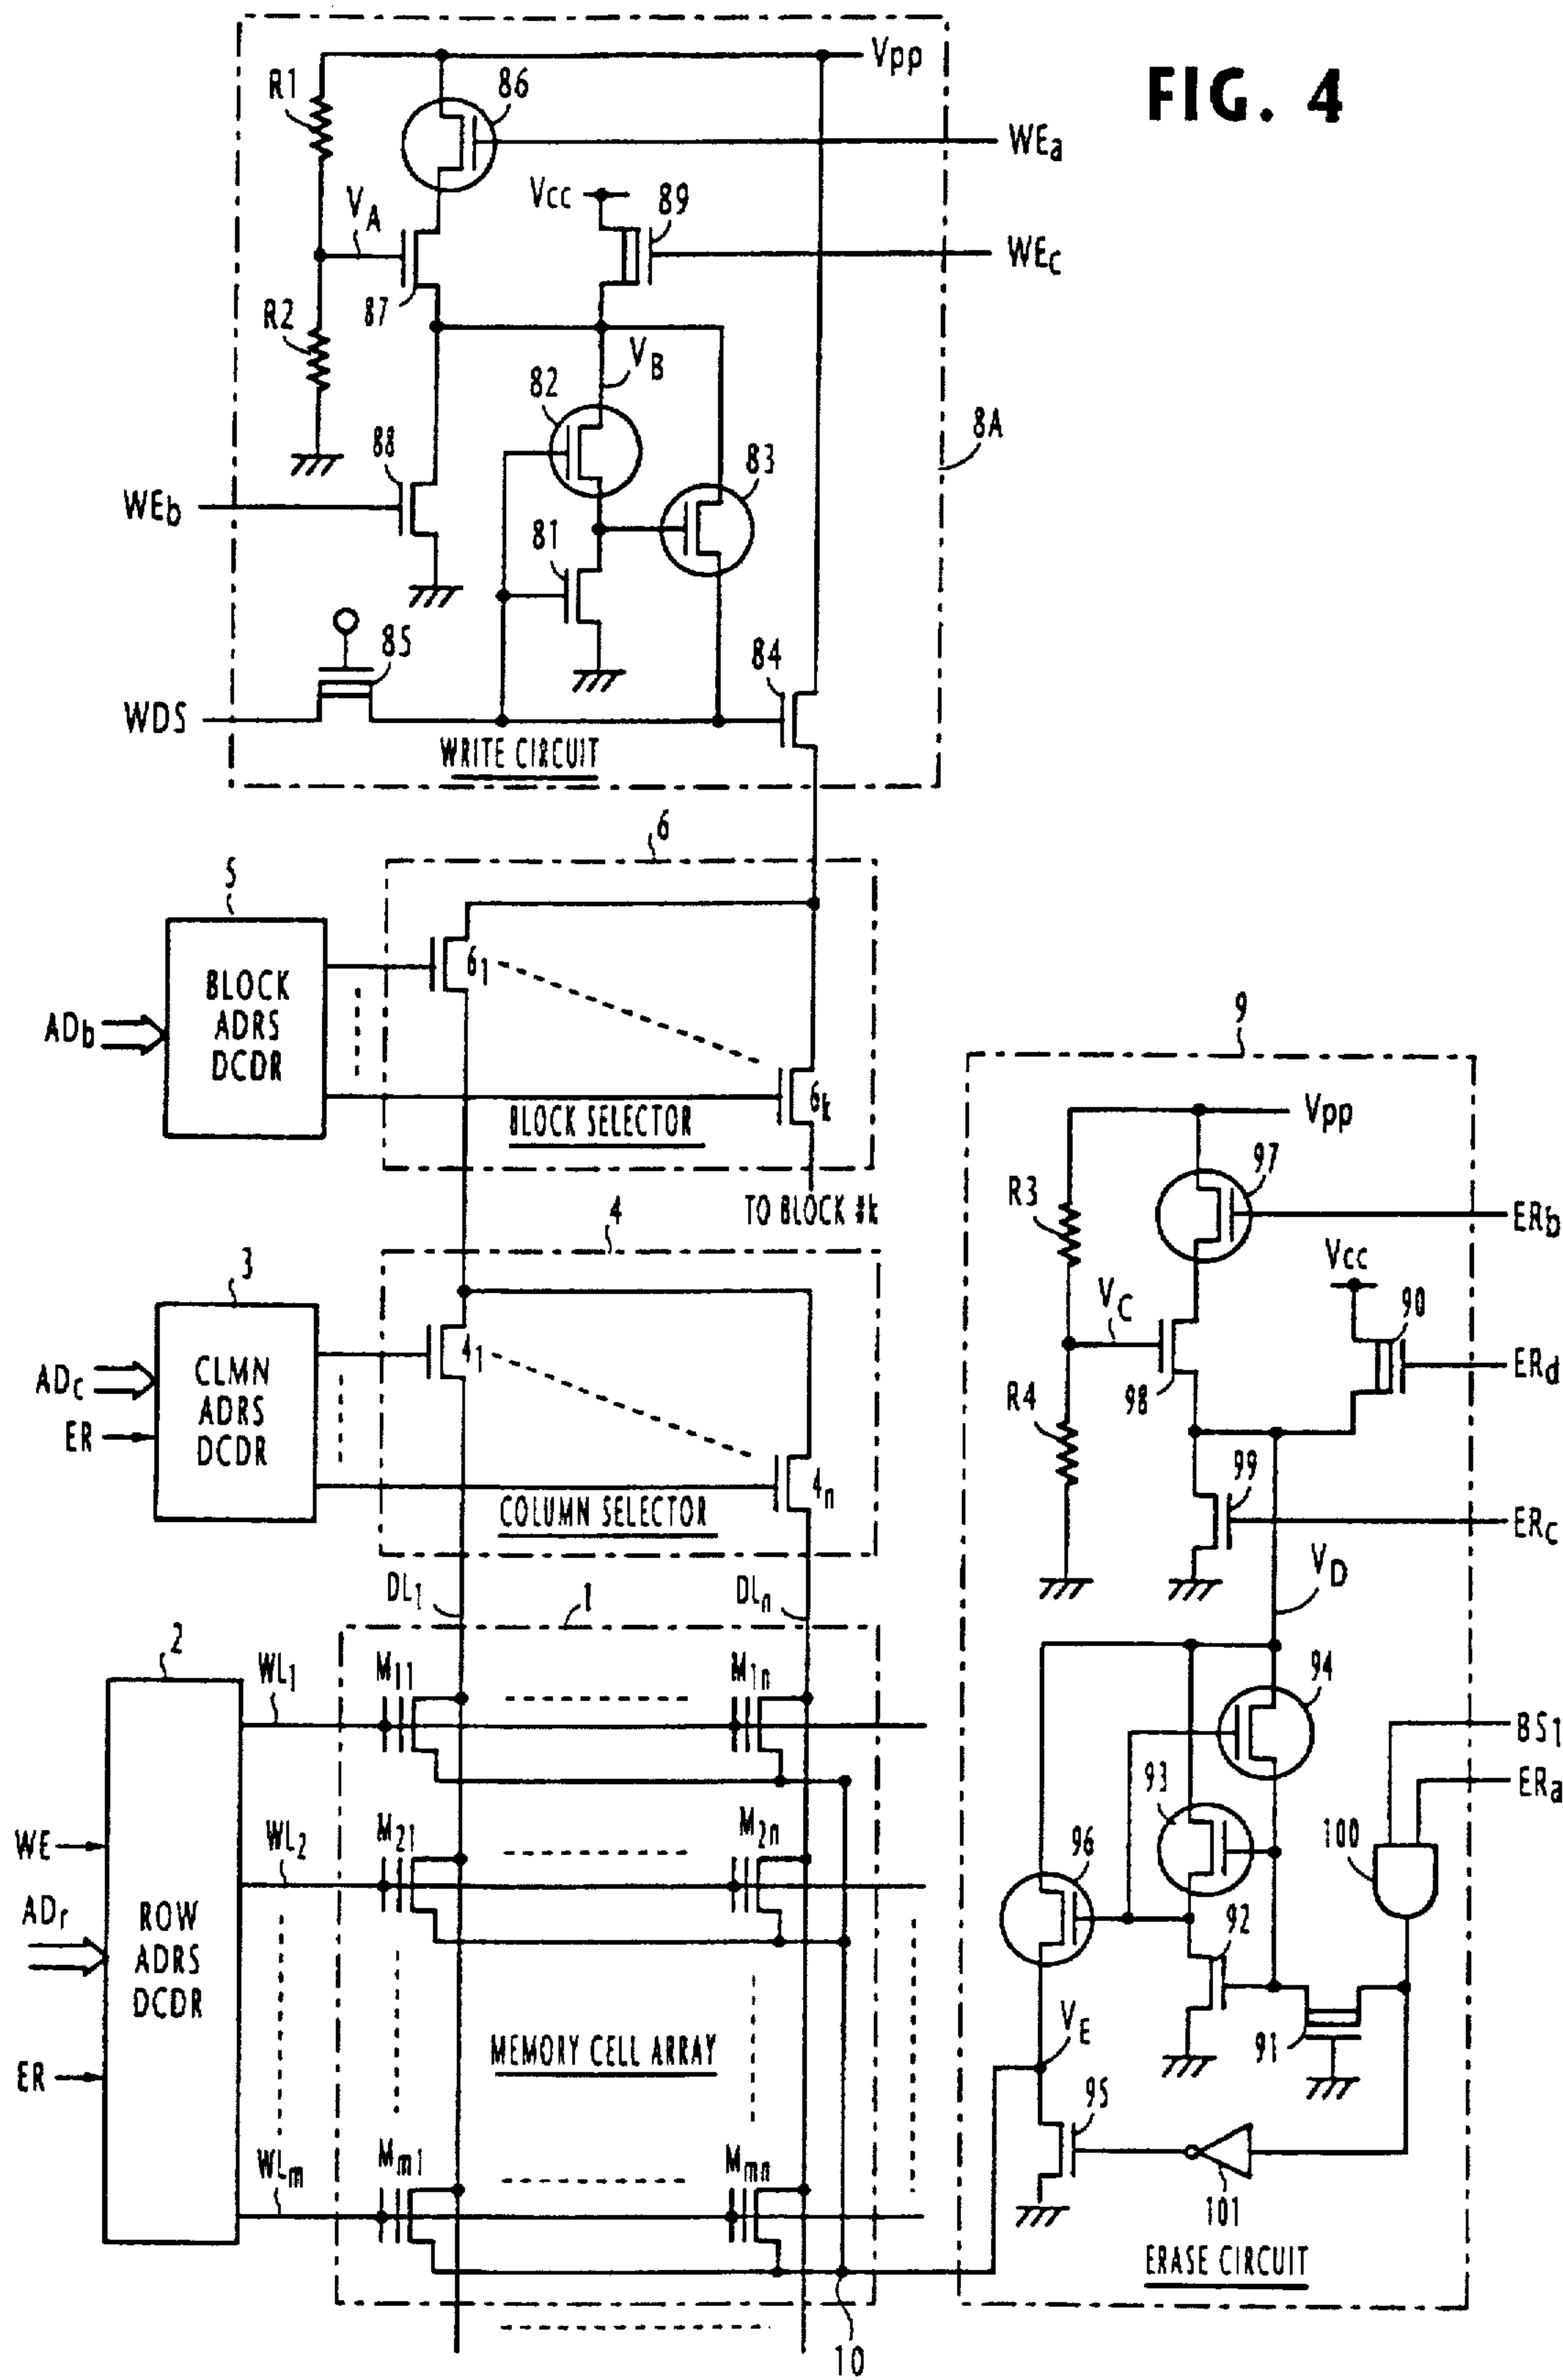 FIG. 4
Vpp
R1
86
WEa
VA
Vcc
89
WEc
87
R2
VB
82
8A
88
83
WEb
81
85
84
WDS
WRITE CIRCUIT
6
5
BLOCK
ADRS
DCDR
ADb
61
6k
BLOCK SELECTOR
TO BLOCK #k
9
Vpp
97
R3
ERb
4
3
Vcc
CLMN
ADRS
DCDR
ADc
ER
41
VC
90
ERd
98
R4
4n
COLUMN SELECTOR
99
ERc
DL1
1
DLn
VD
2
WL1
M11
M1n
94
BS1
ERa
93
100
WE
WL2
M21
M2n
96
ADr
ROW
ADRS
DCDR
92
MEMORY CELL ARRAY
VE
91
ER
95
WLm
Mm1
Mmn
101
ERASE CIRCUIT
10